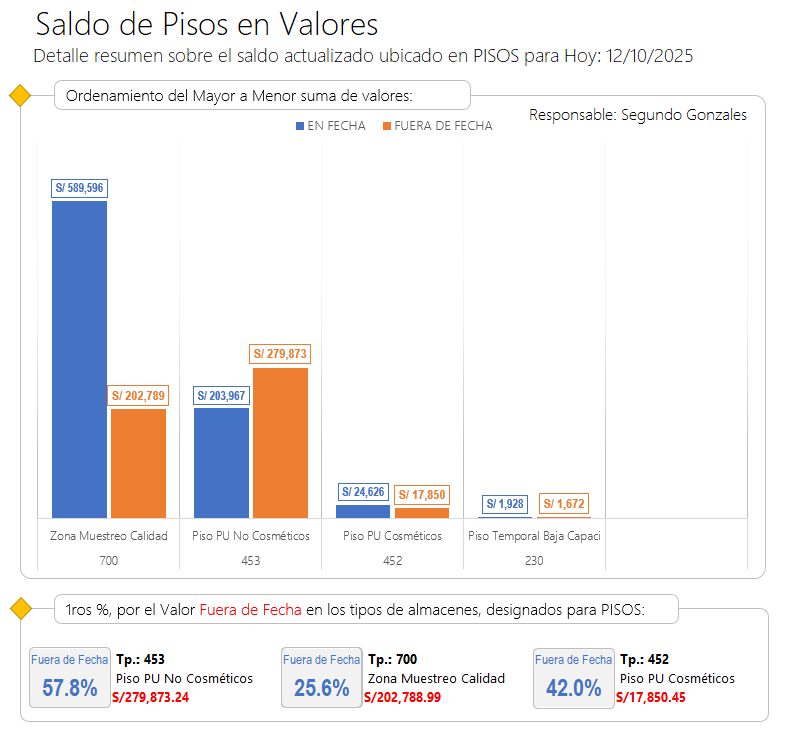 Saldo de Pisos en Valores
Detalle resumen sobre el saldo actualizado ubicado en PISOS para Hoy: 12/10/2025
Ordenamiento del Mayor a Menor suma de valores:
Responsable: Segundo Gonzales
EN FECHA FUERA DE FECHA
S/ 589,596
S/ 202,789
S/ 203,967
S/ 279,873
S/ 24,626
S/ 17,850
S/ 1,928
S/ 1,672
Zona Muestreo Calidad
Piso PU No Cosméticos
Piso PU Cosméticos
Piso Temporal Baja Capaci
700
453
452
230
1ros %, por el Valor Fuera de Fecha en los tipos de almacenes, designados para PISOS:
Fuera de Fecha
57.8%
Tp.: 453
Piso PU No Cosméticos
S/279,873.24
Fuera de Fecha
25.6%
Tp.: 700
Zona Muestreo Calidad
S/202,788.99
Fuera de Fecha
42.0%
Tp.: 452
Piso PU Cosméticos
S/17,850.45